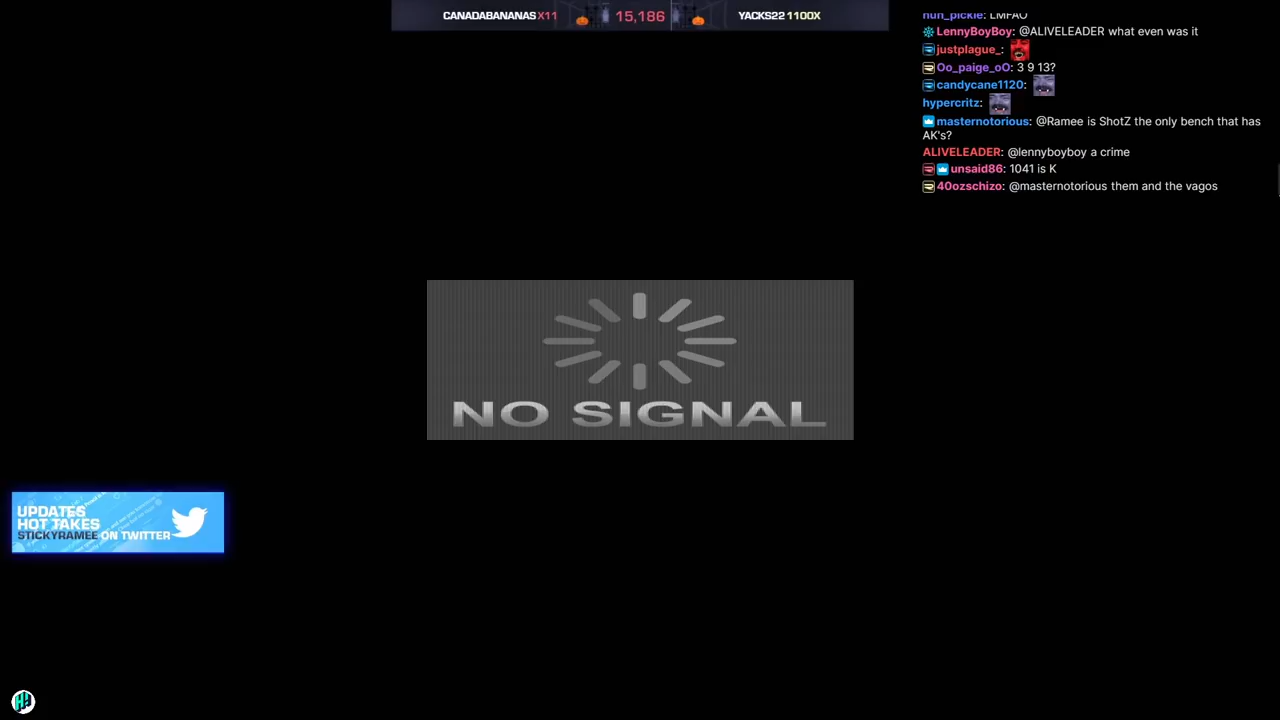 CANADABANANAS X11
15,186
YACKS22 1100X
nuh_pickle: LMFAO
LennyBoyBoy: @ALIVELEADER what even was it
justplague_:
Oo_paige_oO: 3 9 13?
candycane1120:
hypercritz:
masternotorious: @Ramee is ShotZ the only bench that has
AK's?
ALIVELEADER: @lennyboyboy a crime
unsaid86: 1041 is K
40ozschizo: @masternotorious them and the vagos
NO SIGNAL
UPDATES
HOT TAKES
STICKYRAMEE ON TWITTER